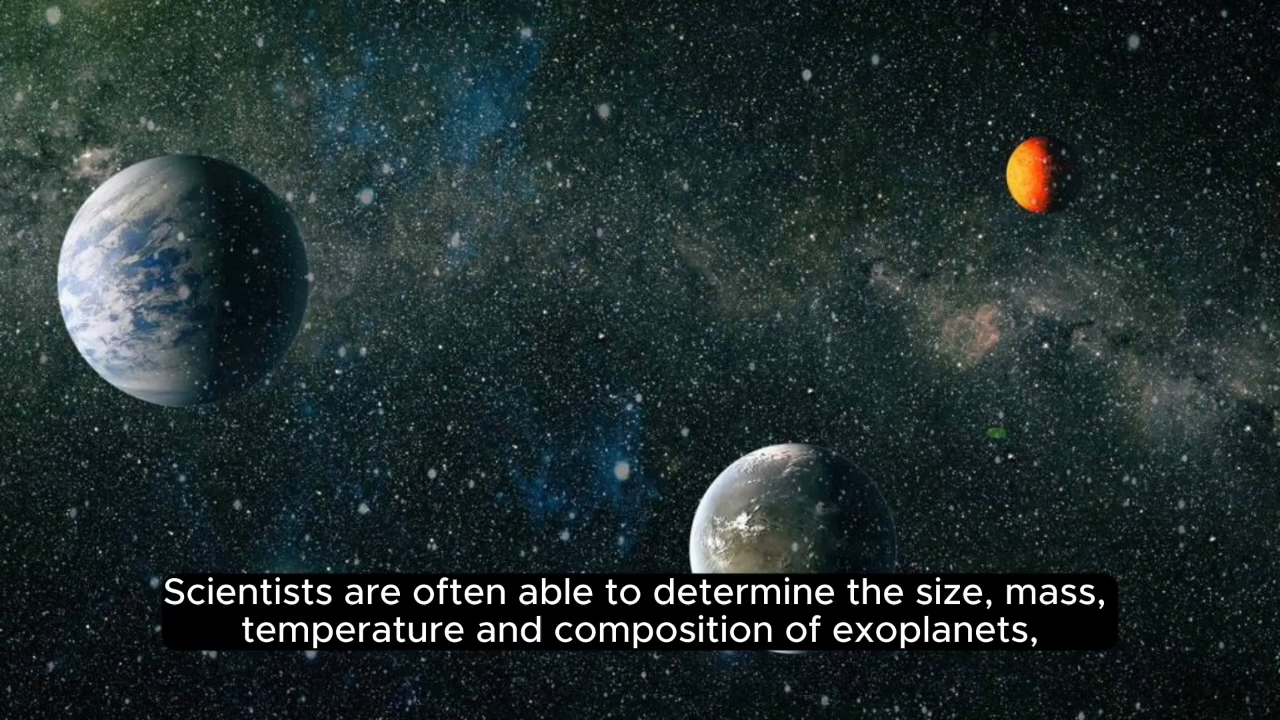 Scientists are often able to determine the size, mass,
temperature and composition of exoplanets,